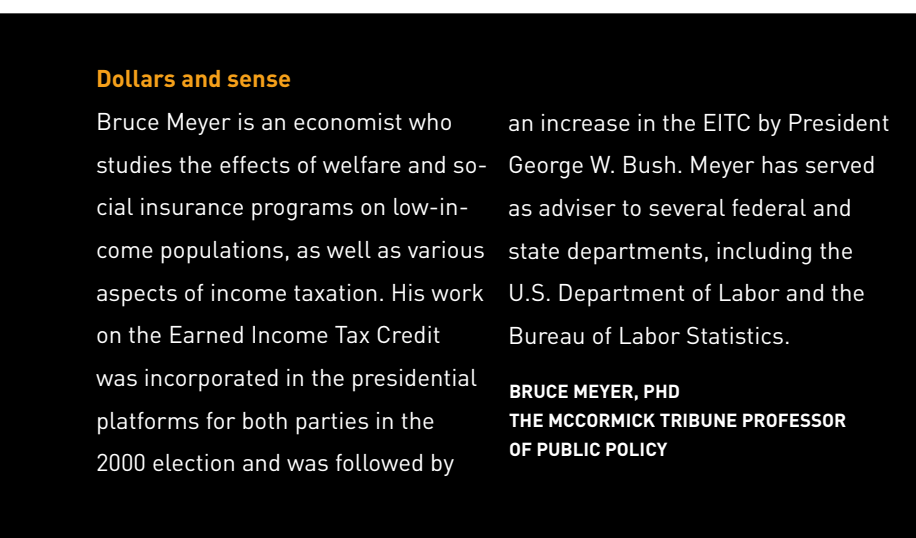 Dollars and sense
Bruce Meyer is an economist who
studies the effects of welfare and so-
cial insurance programs on low-in-
come populations, as well as various
aspects of income taxation. His work
on the Earned Income Tax Credit
was incorporated in the presidential
platforms for both parties in the
2000 election and was followed by
an increase in the EITC by President
George W. Bush. Meyer has served
as adviser to several federal and
state departments, including the
U.S. Department of Labor and the
Bureau of Labor Statistics.
BRUCE MEYER, PHD
THE MCCORMICK TRIBUNE PROFESSOR
OF PUBLIC POLICY